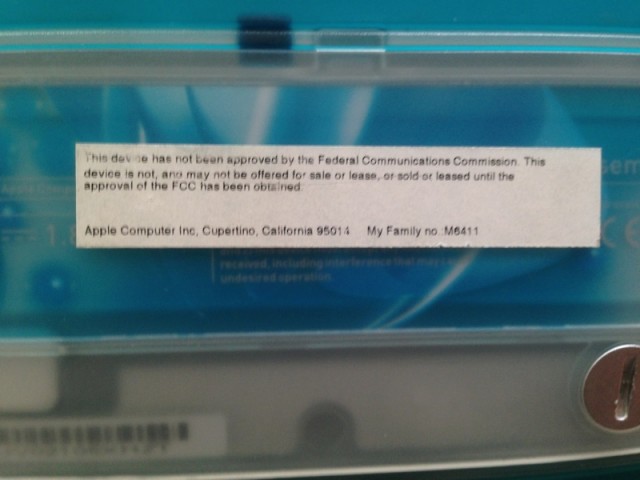 This device has not been approved by the Federal Communications Commission. This
device is not, and may not be offered for sale or lease, or sold or leased until the
approval of the FCC has been obtained.
Apple Computer Inc, Cupertino, California 95014 My Family no.:M6411
received, including interference that may
undesired operation.